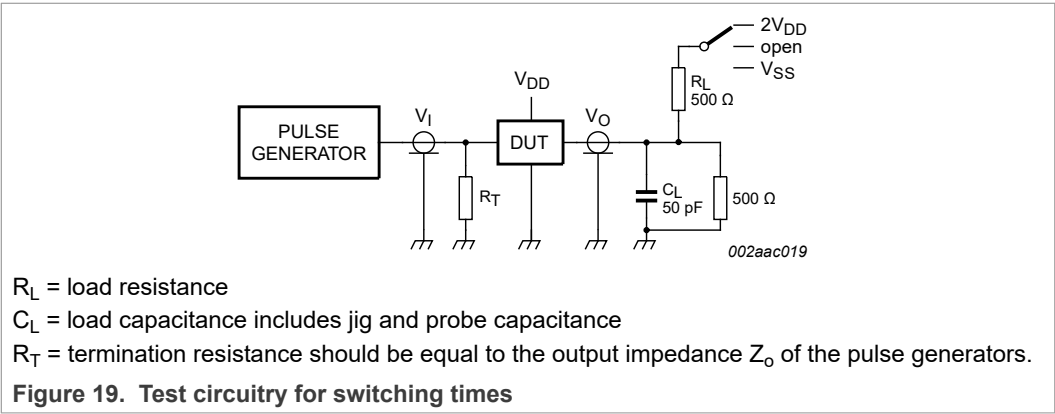 2VDD
open
VSS
RL
500 Ω
VDD
VI
VO
PULSE
GENERATOR
DUT
RT
CL
50 pF
500 Ω
002aac019
RL = load resistance
CL = load capacitance includes jig and probe capacitance
RT = termination resistance should be equal to the output impedance Zo of the pulse generators.
Figure 19. Test circuitry for switching times